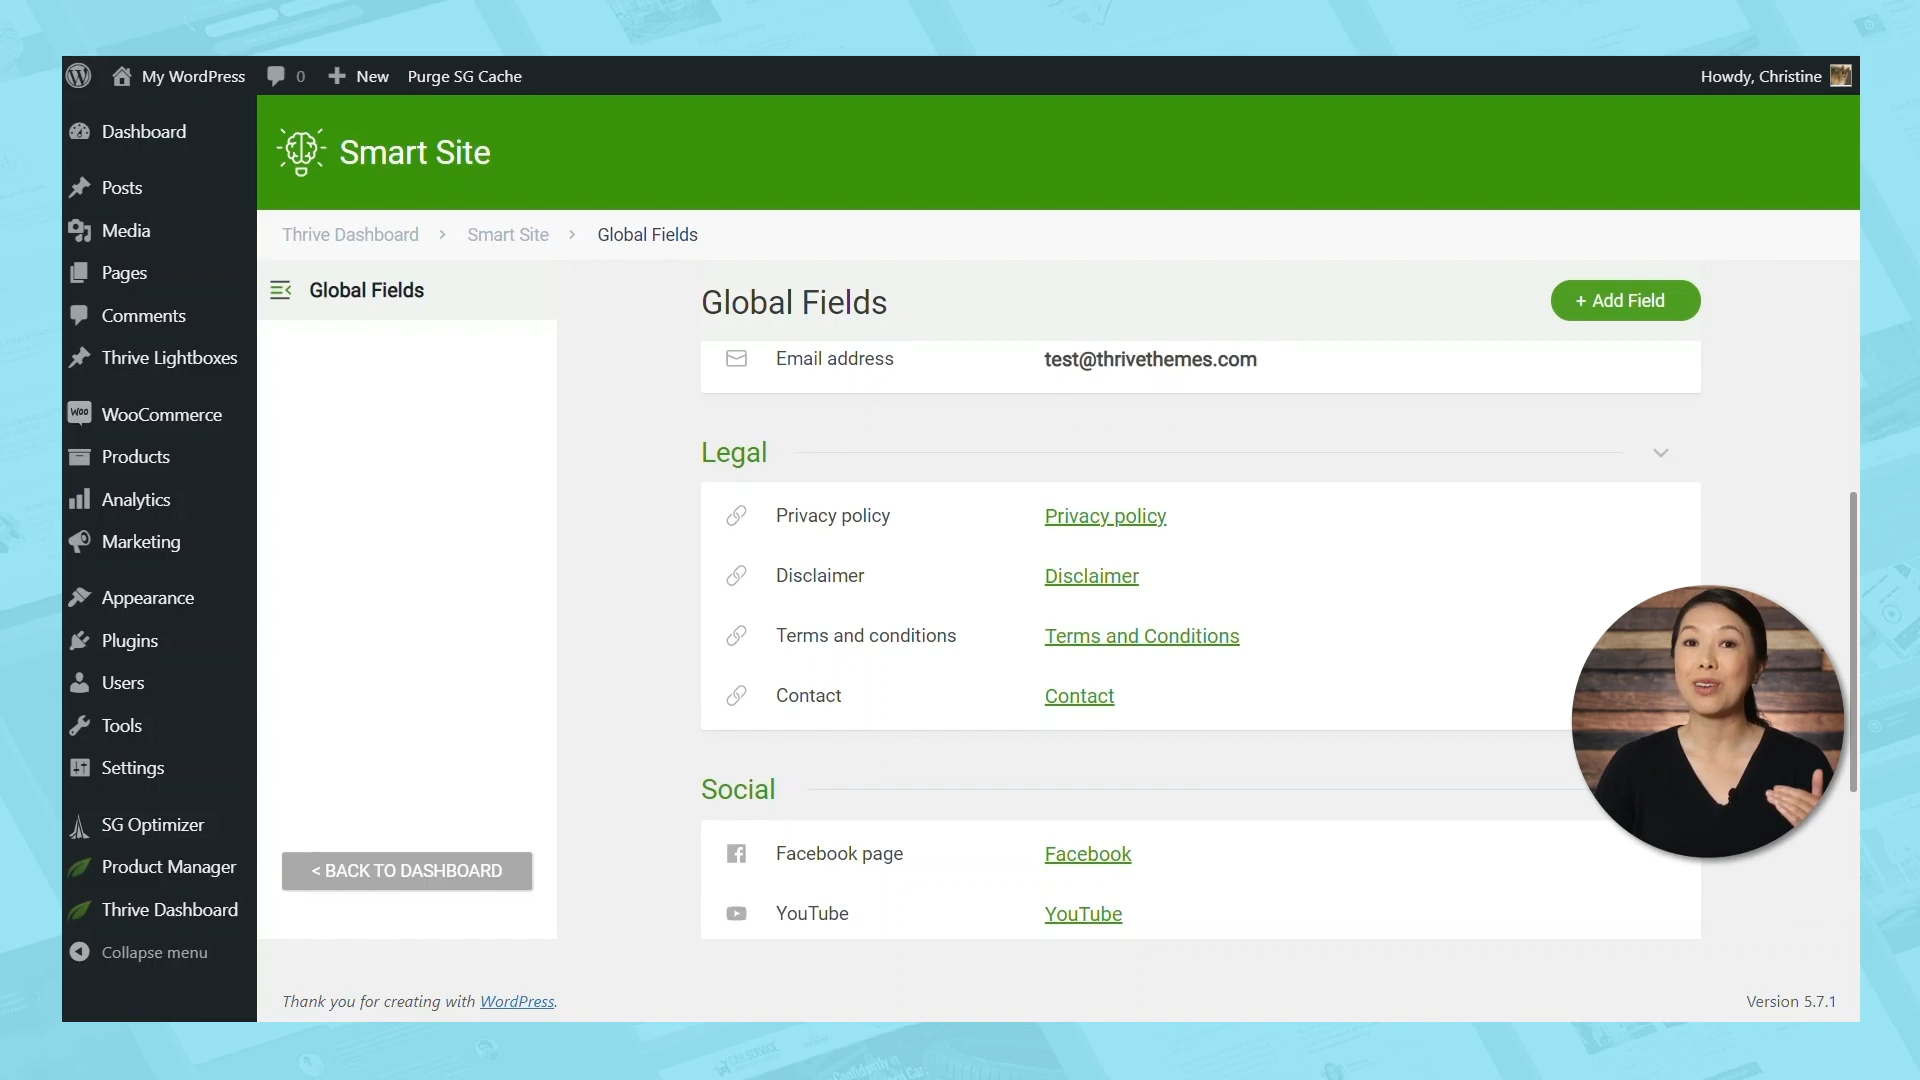 My WordPress
0
New
Purge SG Cache
Howdy, Christine
Dashboard
Posts
Media
Pages
Comments
Thrive Lightboxes
Woo
WooCommerce
Products
Analytics
Marketing
Appearance
Plugins
Users
Tools
Settings
SG Optimizer
Product Manager
Thrive Dashboard
Collapse menu
Smart Site
Thrive Dashboard > Smart Site > Global Fields
Global Fields
< BACK TO DASHBOARD
Global Fields
+ Add Field
Email address test@thrivethemes.com
Legal
Privacy policy Privacy policy
Disclaimer Disclaimer
Terms and conditions Terms and Conditions
Contact Contact
Social
Facebook page Facebook
YouTube YouTube
Thank you for creating with WordPress.
Version 5.7.1